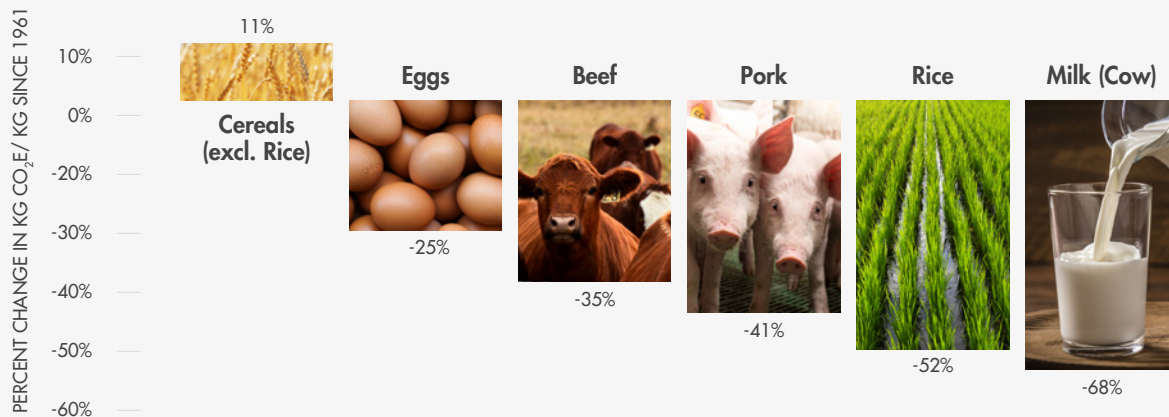 PERCENT CHANGE IN KG CO₂E/ KG SINCE 1961
10%
0%
-20%
-30%
-40%
-50%
-60%
11%
Cereals
(excl. Rice)
Eggs
-25%
Beef
-35%
Pork
-41%
Rice
-52%
Milk (Cow)
-68%